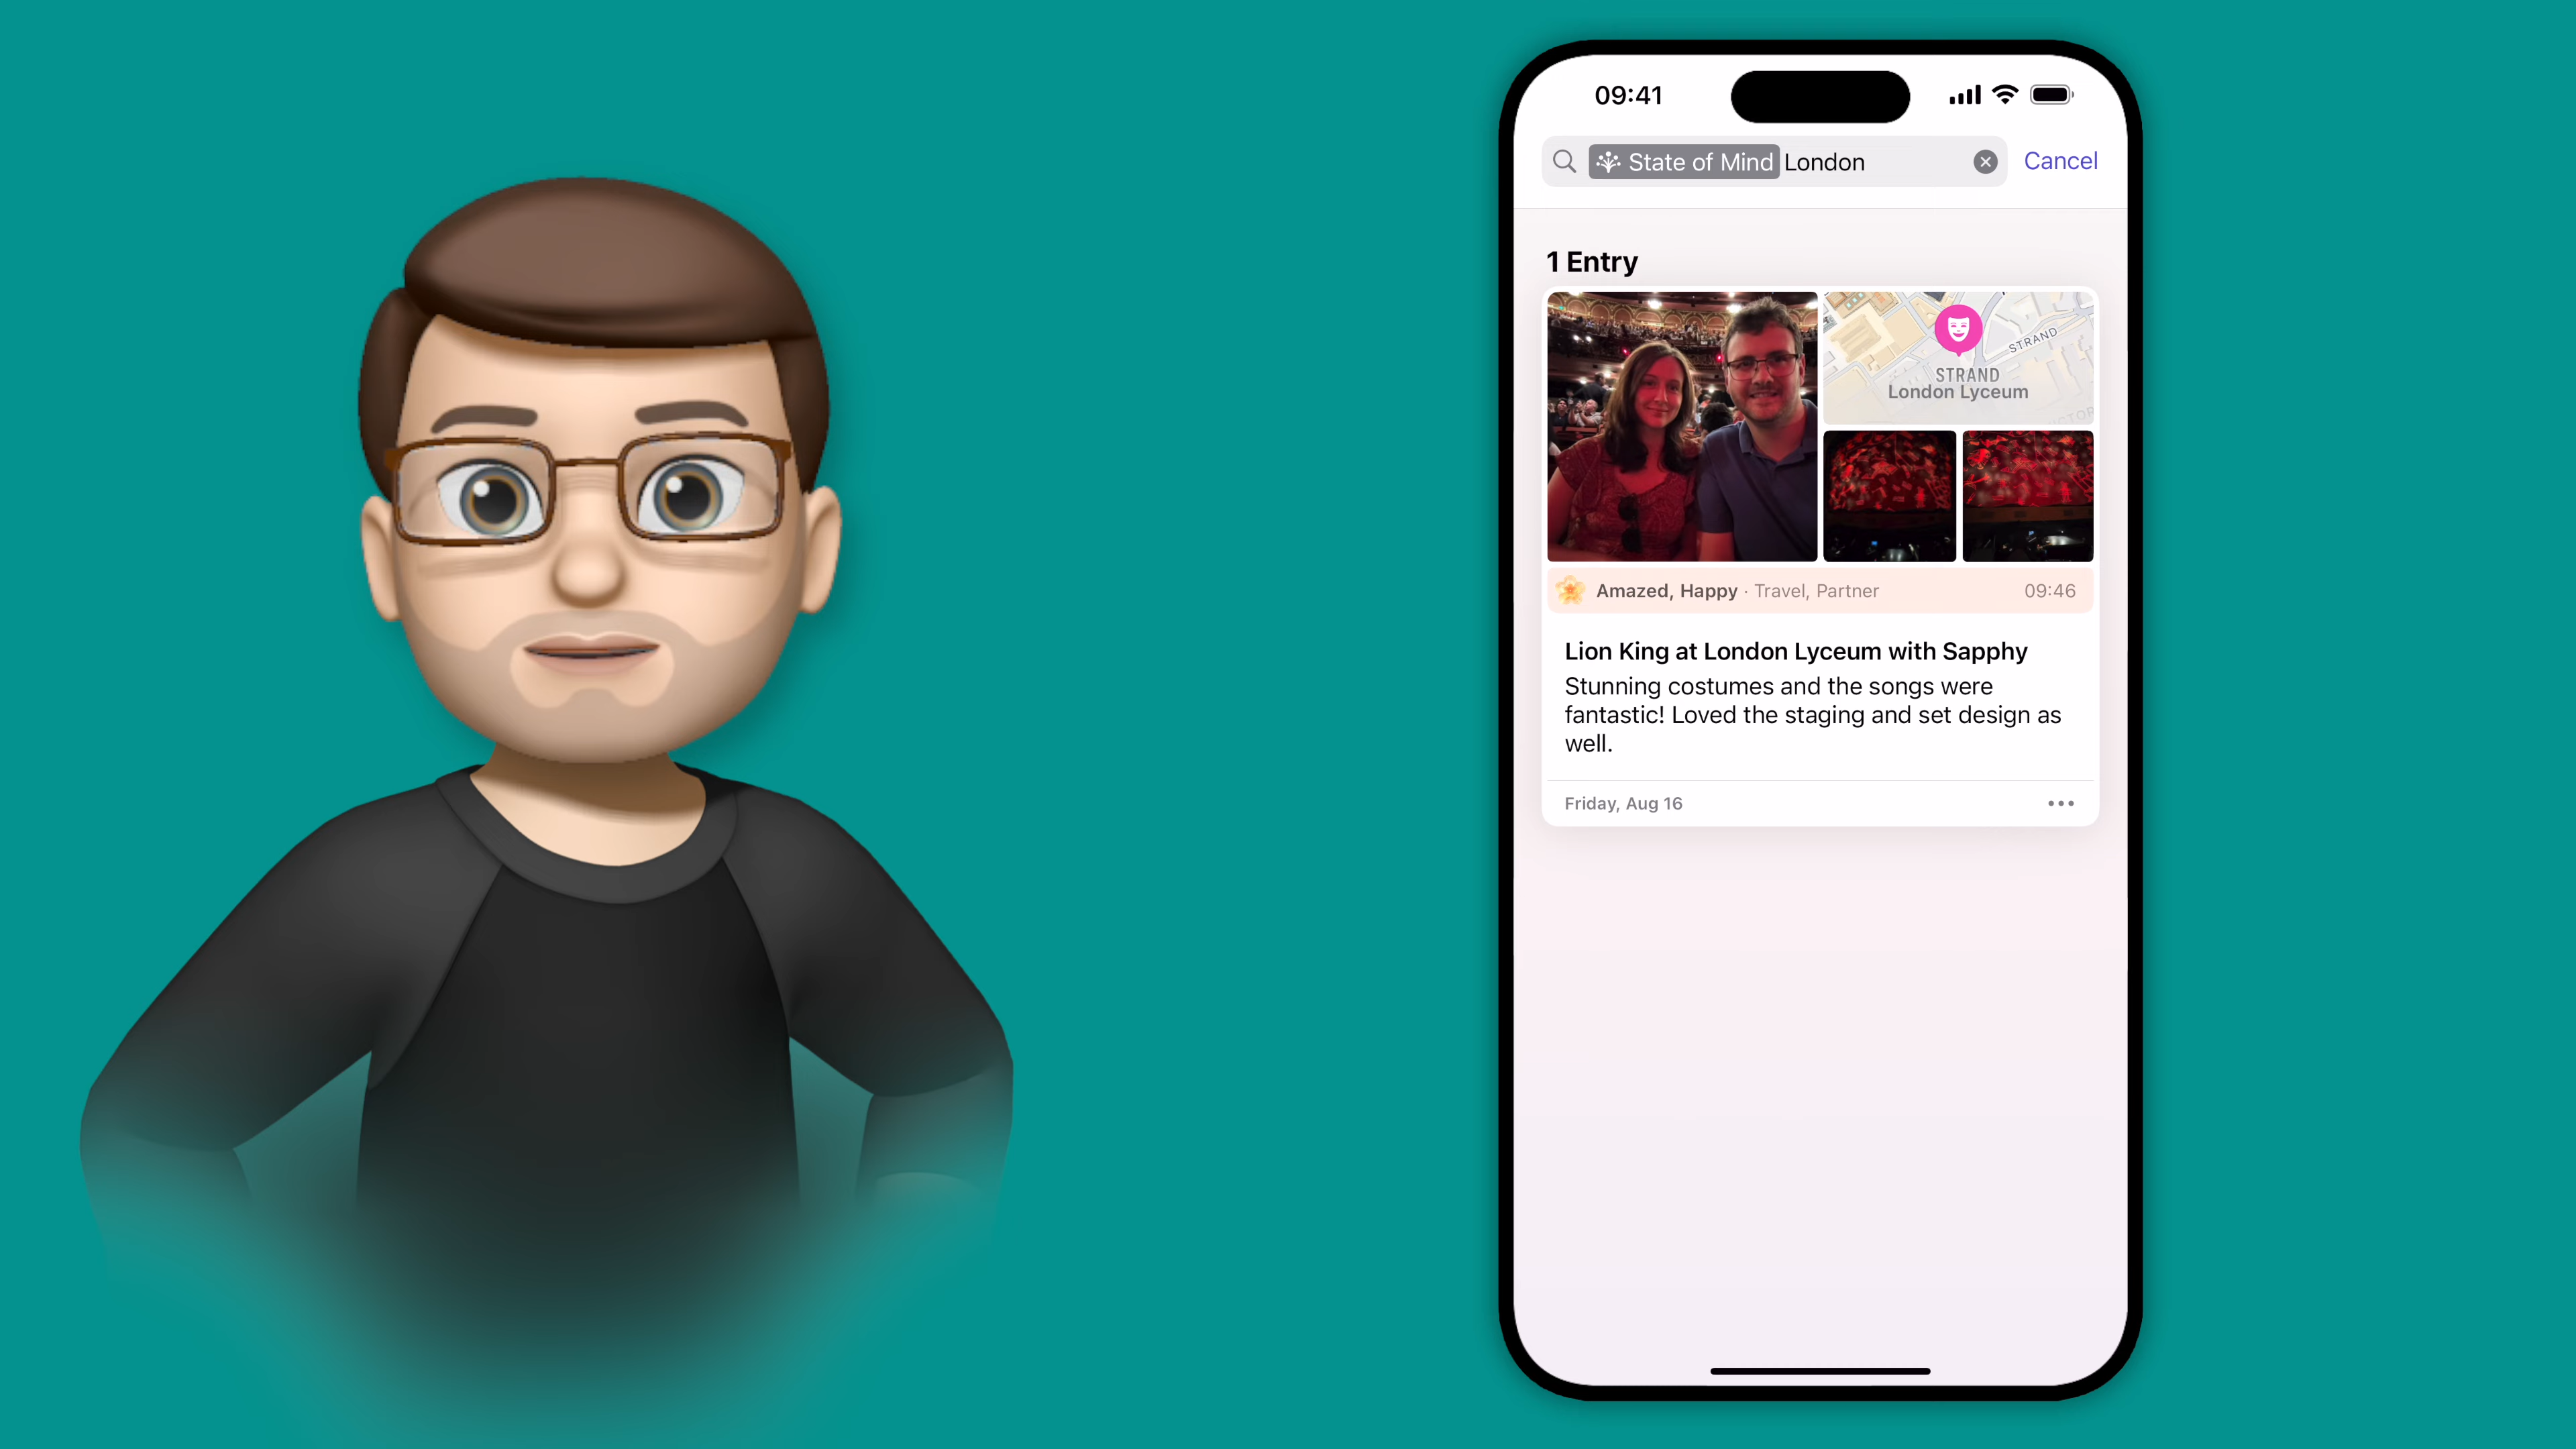 09:41
State of Mind London
Cancel
1 Entry
STRAND
STRAND
London Lyceum
Amazed, Happy · Travel, Partner
09:46
Lion King at London Lyceum with Sapphy
Stunning costumes and the songs were
fantastic! Loved the staging and set design as
well.
Friday, Aug 16